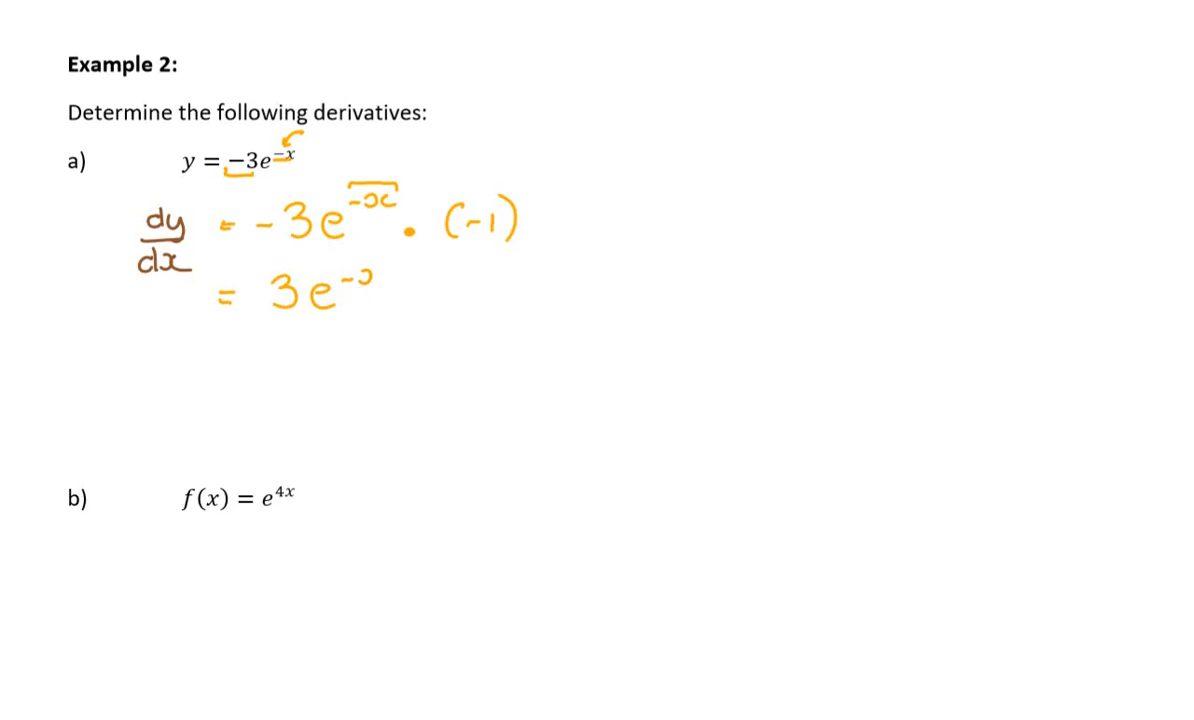 Example 2:
Determine the following derivatives:
a) y = −3e^{−x}
dy/dx = -3e^{-x} . (-1)
= 3e^{-
b) f(x) = e^{4x}